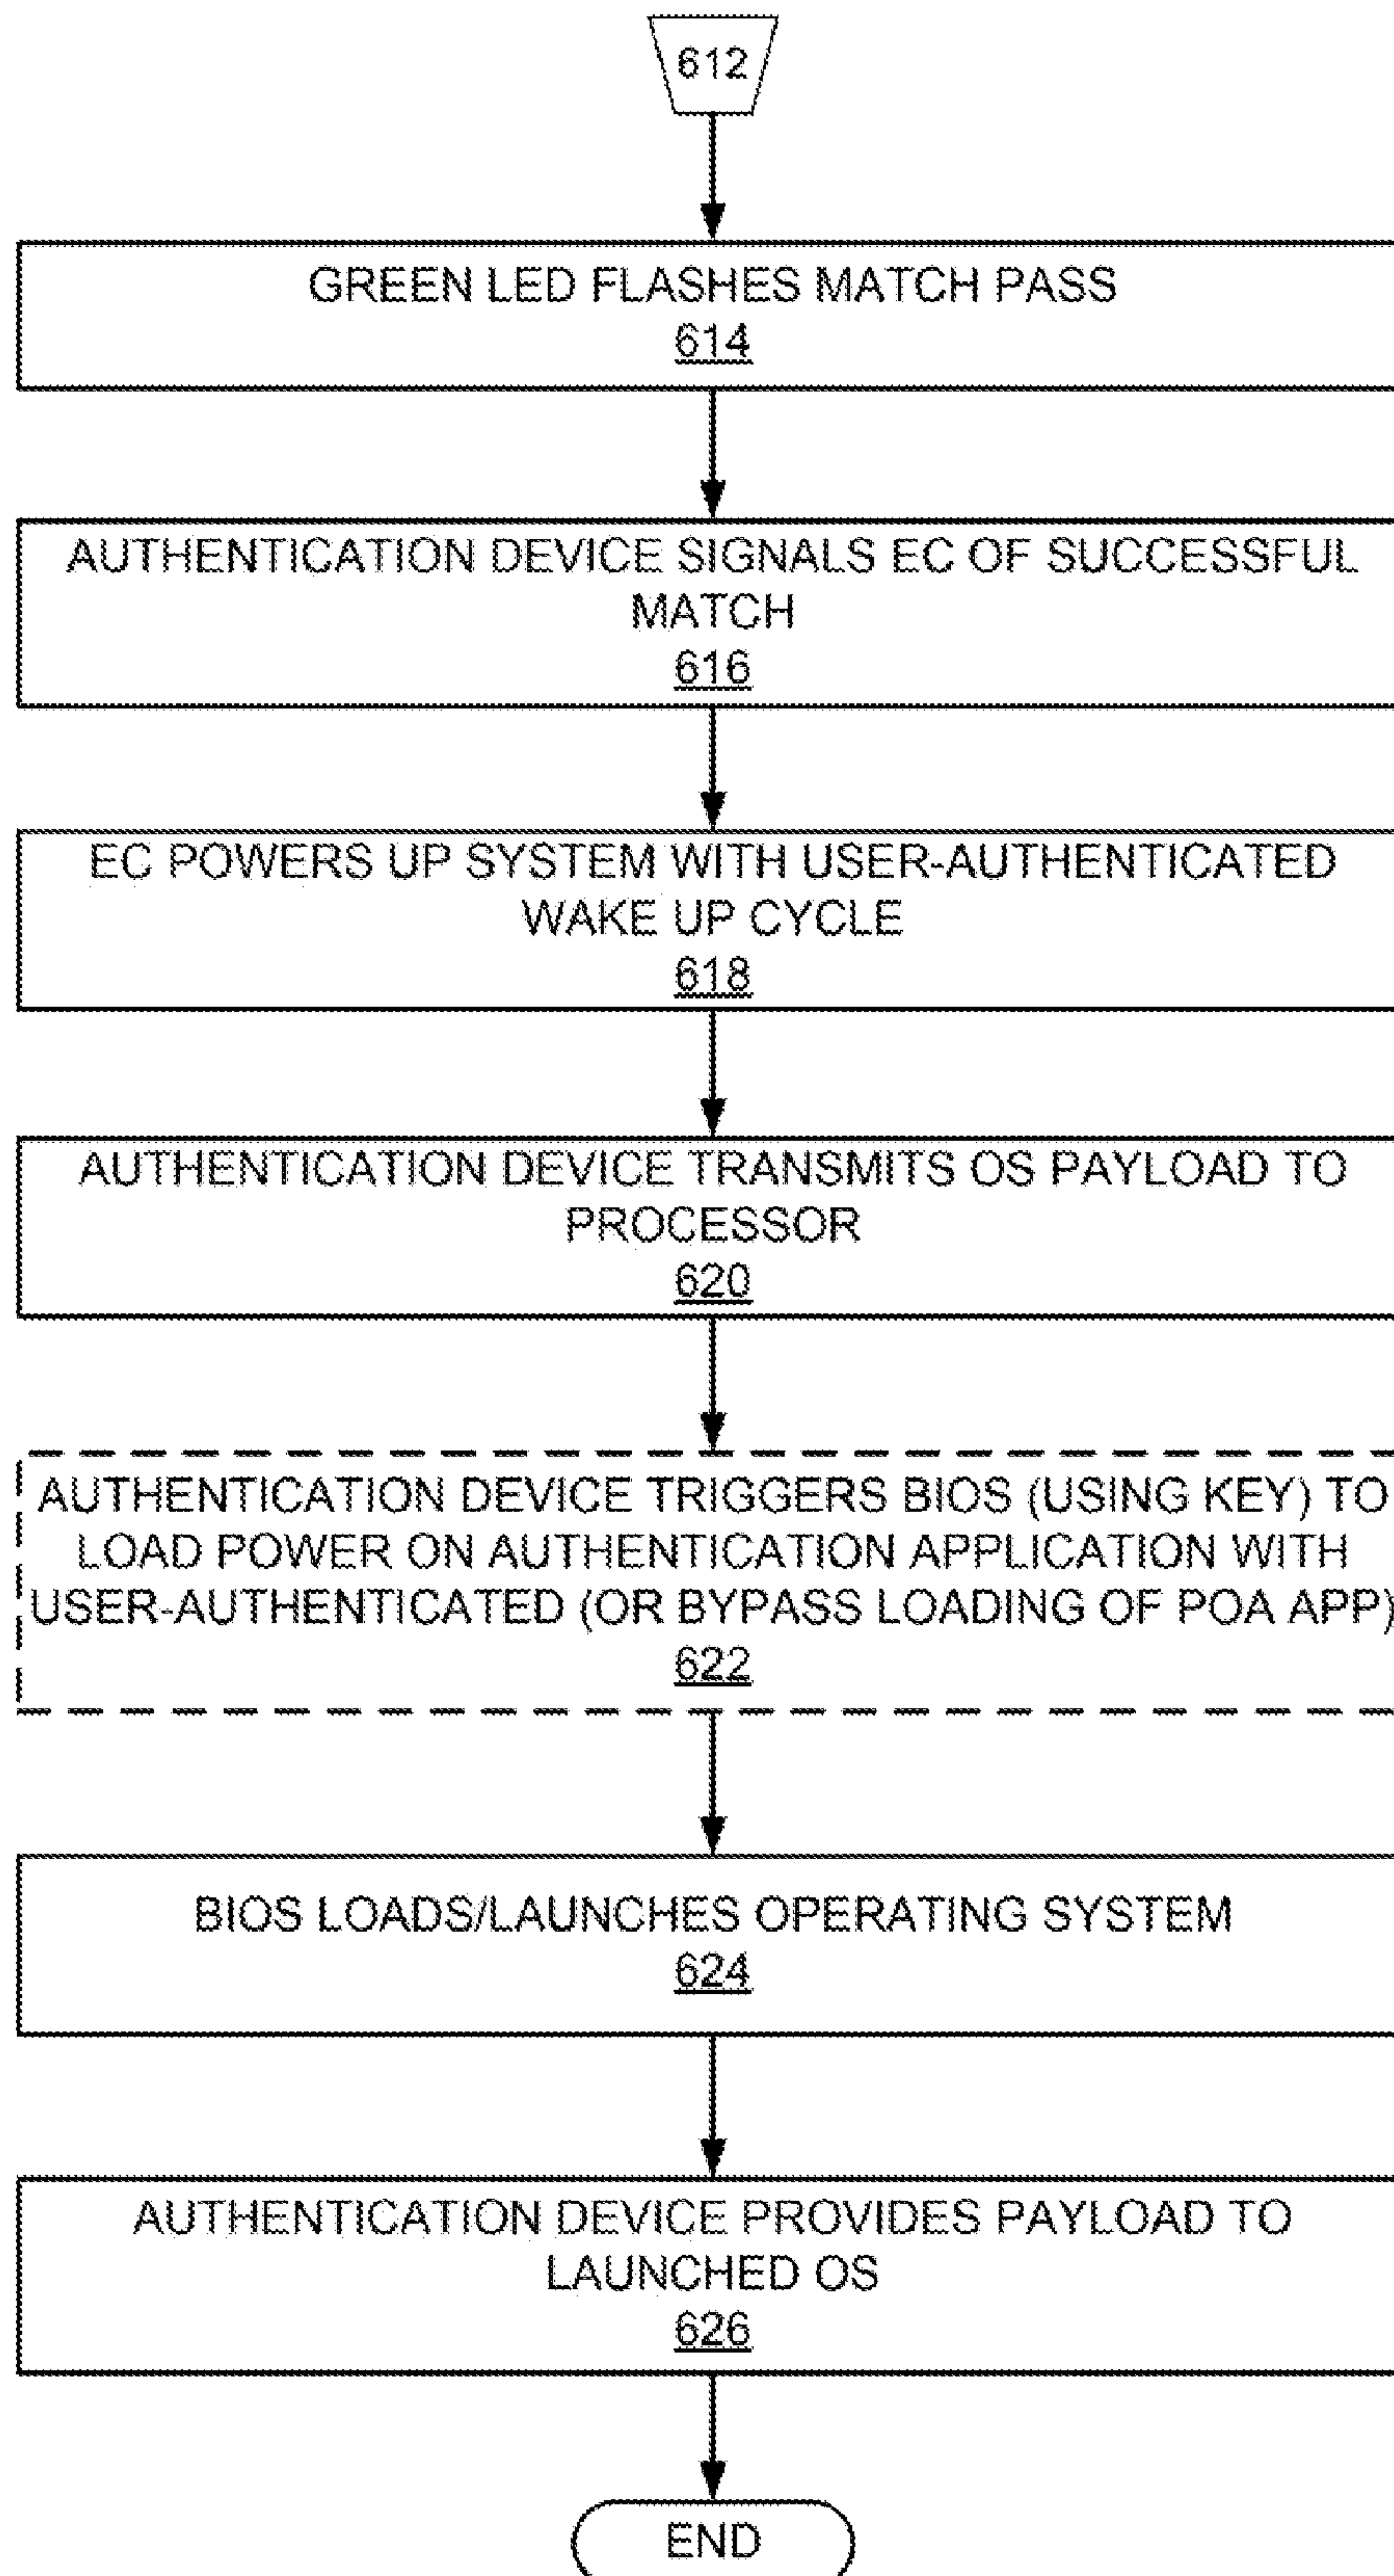 612
GREEN LED FLASHES MATCH PASS
614
AUTHENTICATION DEVICE SIGNALS EC OF SUCCESSFUL
MATCH
616
EC POWERS UP SYSTEM WITH USER-AUTHENTICATED
WAKE UP CYCLE
618
AUTHENTICATION DEVICE TRANSMITS OS PAYLOAD TO
PROCESSOR
620
AUTHENTICATION DEVICE TRIGGERS BIOS (USING KEY) TO
LOAD POWER ON AUTHENTICATION APPLICATION WITH
USER-AUTHENTICATED (OR BYPASS LOADING OF POA APP)
622
BIOS LOADS/LAUNCHES OPERATING SYSTEM
624
AUTHENTICATION DEVICE PROVIDES PAYLOAD TO
LAUNCHED OS
626
END